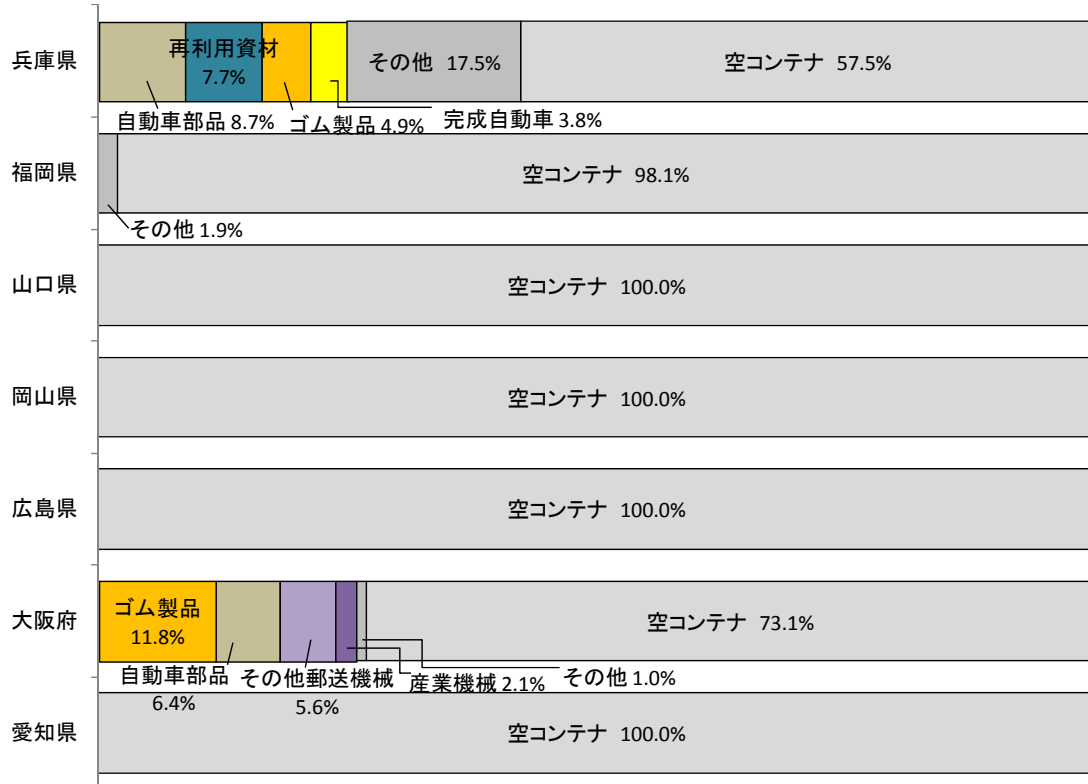 兵庫県
再利用資材
7.7%
その他 17.5%
空コンテナ 57.5%
自動車部品 8.7%
ゴム製品 4.9%
完成自動車 3.8%
福岡県
空コンテナ 98.1%
その他 1.9%
山口県
空コンテナ 100.0%
岡山県
空コンテナ 100.0%
広島県
空コンテナ 100.0%
大阪府
ゴム製品
11.8%
空コンテナ 73.1%
自動車部品
6.4%
その他郵送機械
5.6%
産業機械 2.1%
その他 1.0%
愛知県
空コンテナ 100.0%